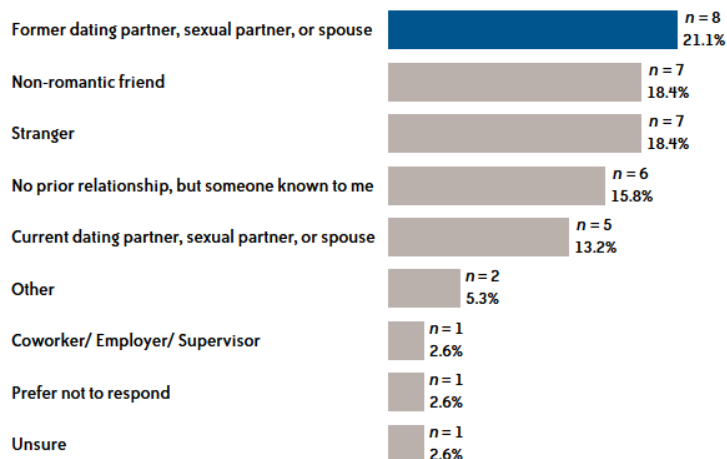 Former dating partner, sexual partner, or spouse
n = 8
21.1%
Non-romantic friend
n = 7
18.4%
Stranger
n = 7
18.4%
No prior relationship, but someone known to me
n = 6
15.8%
Current dating partner, sexual partner, or spouse
n = 5
13.2%
Other
n = 2
5.3%
Coworker/ Employer/ Supervisor
n = 1
2.6%
Prefer not to respond
n = 1
2.6%
Unsure
n = 1
2.6%